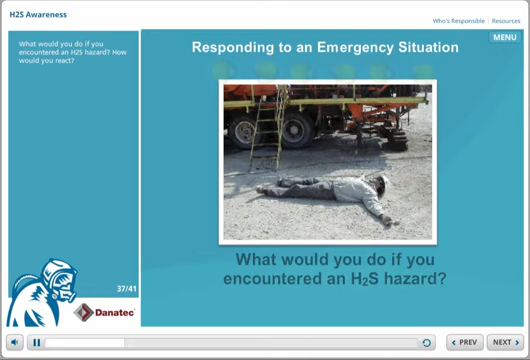 H2S Awareness
Who's Responsible | Resources
MENU
What would you do if you
encountered an H2S hazard? How
would you react?
Responding to an Emergency Situation
What would you do if you
encountered an H₂S hazard?
37/41
Danatec
PREV
NEXT